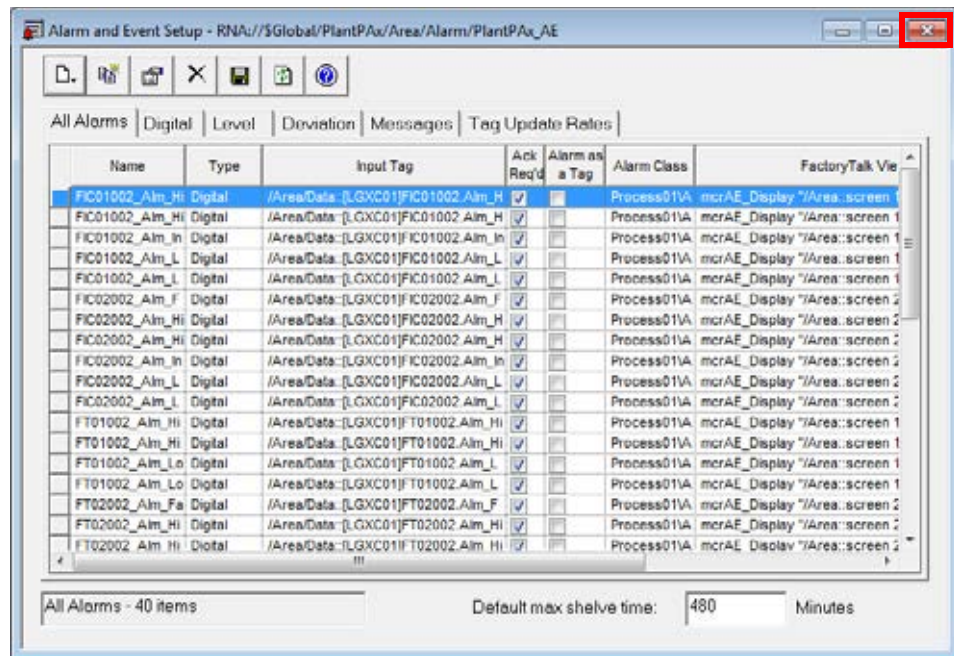 Alarm and Event Setup - RNA://$Global/PlantPAx/Area/Alarm/PlantPAx_AE
All Alarms Digital Level Deviation Messages Tag Update Rates
Name Type Input Tag Ack Req'd Alarm as a Tag Alarm Class FactoryTalk Vie
FIC01002_Alm_Hi Digital /Area/Data::[LGXC01]FIC01002.Alm_H Process01\A mcrAE_Display "/Area::screen 1
FIC01002_Alm_Hi Digital /Area/Data::[LGXC01]FIC01002.Alm_H Process01\A mcrAE_Display "/Area::screen 1
FIC01002_Alm_In Digital /Area/Data::[LGXC01]FIC01002.Alm_In Process01\A mcrAE_Display "/Area::screen 1
FIC01002_Alm_L Digital /Area/Data::[LGXC01]FIC01002.Alm_L Process01\A mcrAE_Display "/Area::screen 1
FIC01002_Alm_L Digital /Area/Data::[LGXC01]FIC01002.Alm_L Process01\A mcrAE_Display "/Area::screen 1
FIC02002_Alm_F Digital /Area/Data::[LGXC01]FIC02002.Alm_F Process01\A mcrAE_Display "/Area::screen 2
FIC02002_Alm_Hi Digital /Area/Data::[LGXC01]FIC02002.Alm_H Process01\A mcrAE_Display "/Area::screen 2
FIC02002_Alm_Hi Digital /Area/Data::[LGXC01]FIC02002.Alm_H Process01\A mcrAE_Display "/Area::screen 2
FIC02002_Alm_In Digital /Area/Data::[LGXC01]FIC02002.Alm_In Process01\A mcrAE_Display "/Area::screen 2
FIC02002_Alm_L Digital /Area/Data::[LGXC01]FIC02002.Alm_L Process01\A mcrAE_Display "/Area::screen 2
FIC02002_Alm_L Digital /Area/Data::[LGXC01]FIC02002.Alm_L Process01\A mcrAE_Display "/Area::screen 2
FT01002_Alm_Hi Digital /Area/Data::[LGXC01]FT01002.Alm_Hi Process01\A mcrAE_Display "/Area::screen 1
FT01002_Alm_Hi Digital /Area/Data::[LGXC01]FT01002.Alm_Hi Process01\A mcrAE_Display "/Area::screen 1
FT01002_Alm_Lo Digital /Area/Data::[LGXC01]FT01002.Alm_L Process01\A mcrAE_Display "/Area::screen 1
FT01002_Alm_Lo Digital /Area/Data::[LGXC01]FT01002.Alm_L Process01\A mcrAE_Display "/Area::screen 1
FT02002_Alm_Fa Digital /Area/Data::[LGXC01]FT02002.Alm_F Process01\A mcrAE_Display "/Area::screen 2
FT02002_Alm_Hi Digital /Area/Data::[LGXC01]FT02002.Alm_Hi Process01\A mcrAE_Display "/Area::screen 2
FT02002_Alm_Hi Digital /Area/Data::[LGXC01]FT02002.Alm_Hi Process01\A mcrAE_Display "/Area::screen 2
All Alarms - 40 items Default max shelve time: 480 Minutes